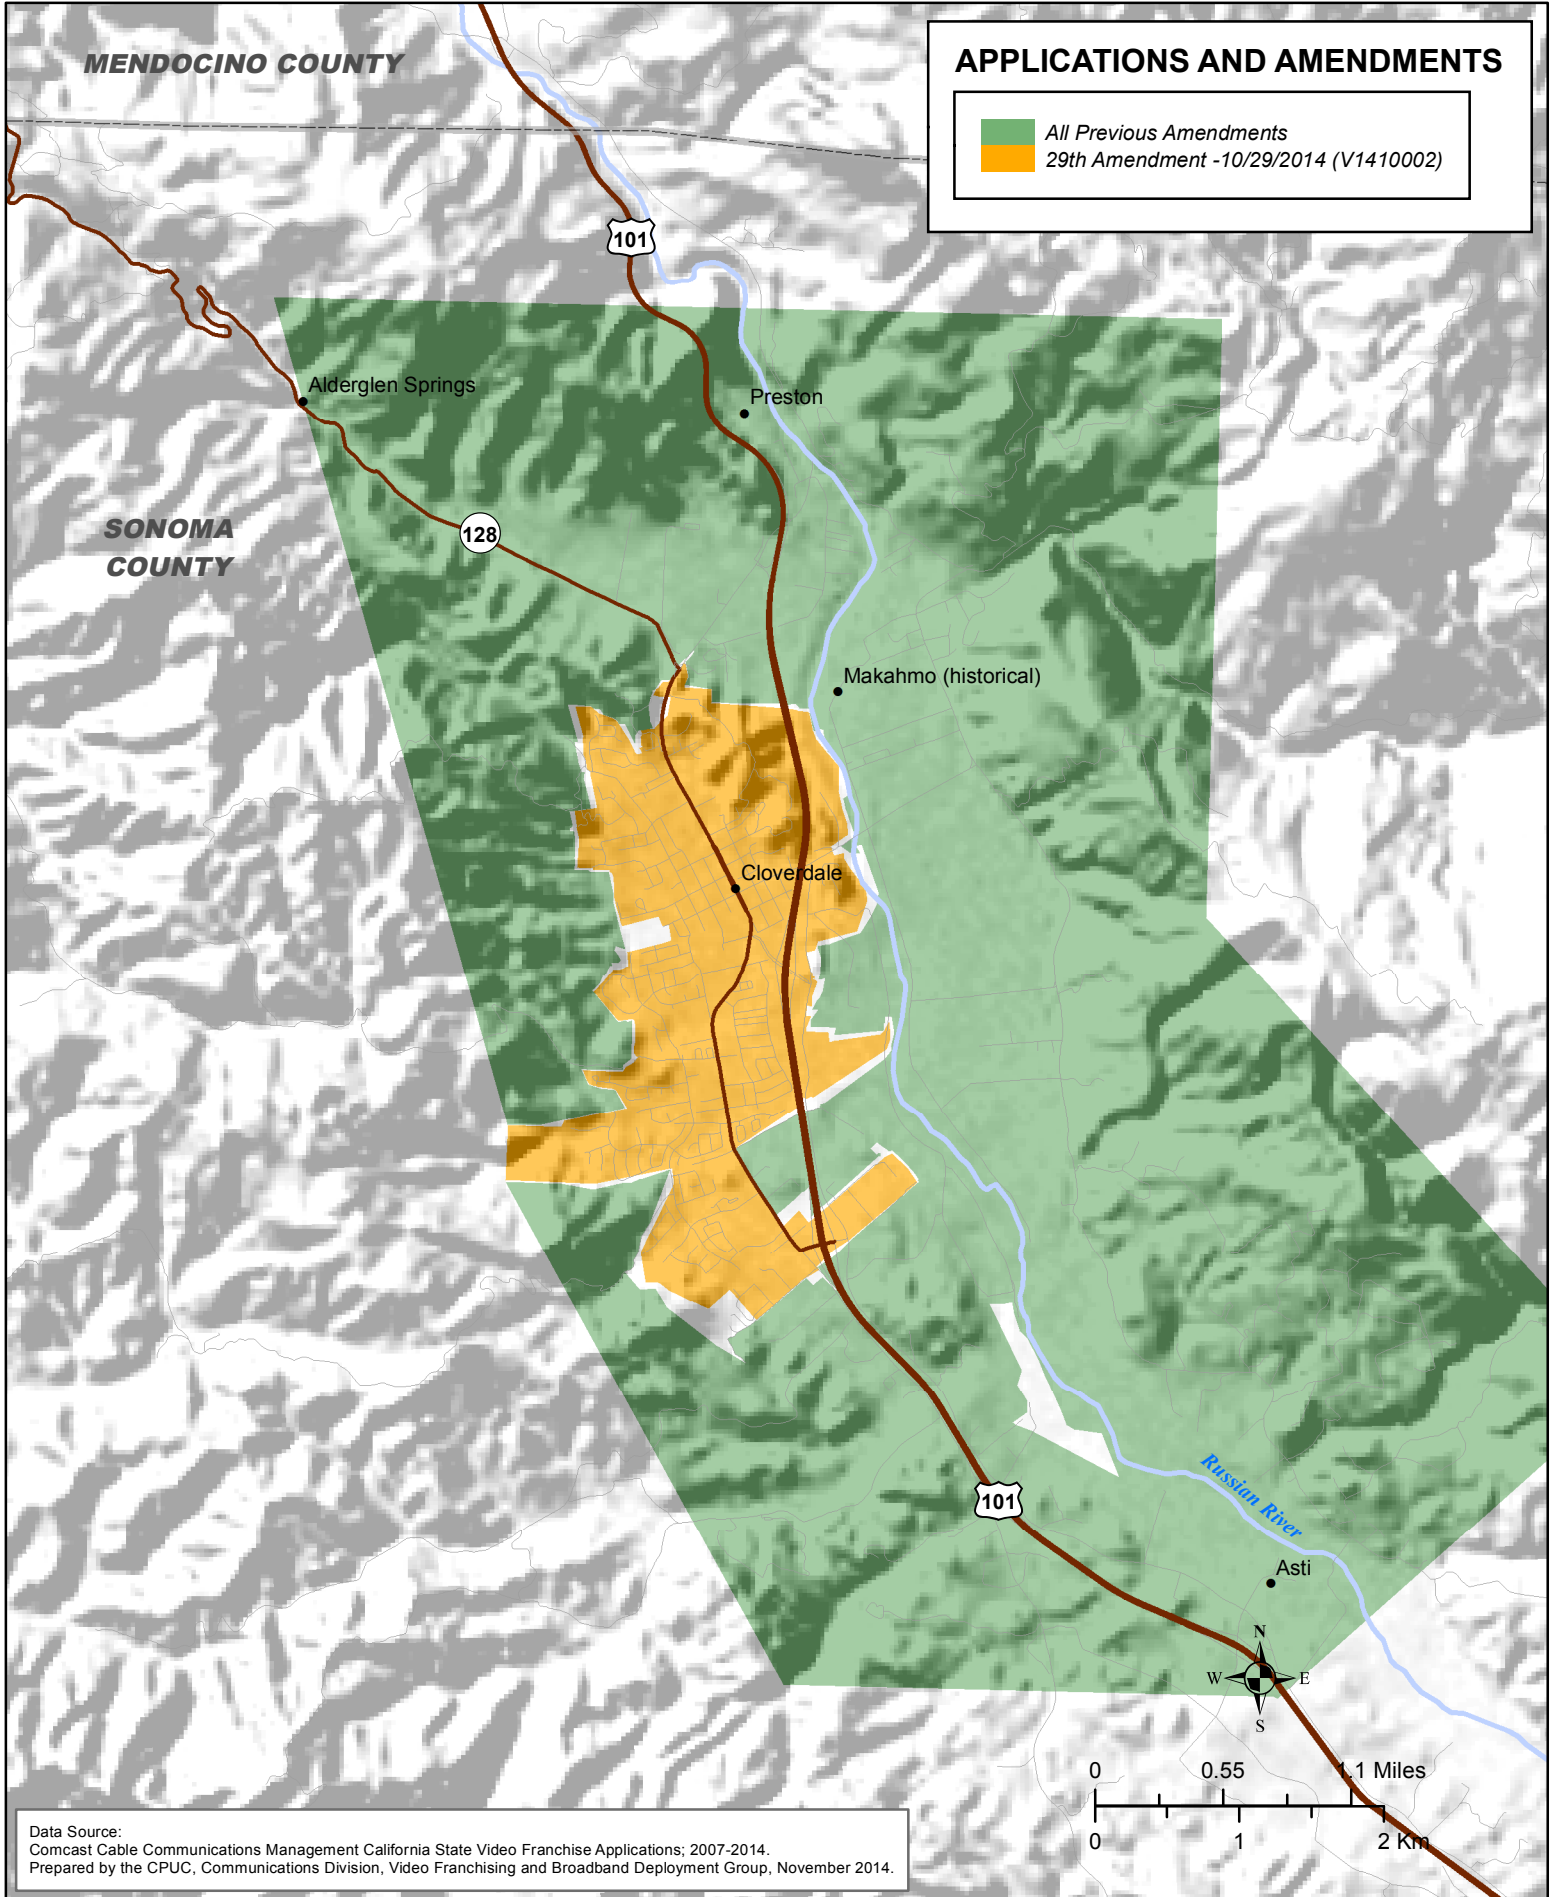 MENDOCINO COUNTY
APPLICATIONS AND AMENDMENTS
All Previous Amendments
29th Amendment -10/29/2014 (V1410002)
101
Alderglen Springs
Preston
SONOMA
COUNTY
128
Makahmo (historical)
Cloverdale
Russian River
101
Asti
N
W
E
S
0
0.55
1.1 Miles
0
1
2 Km
Data Source:
Comcast Cable Communications Management California State Video Franchise Applications; 2007-2014.
Prepared by the CPUC, Communications Division, Video Franchising and Broadband Deployment Group, November 2014.